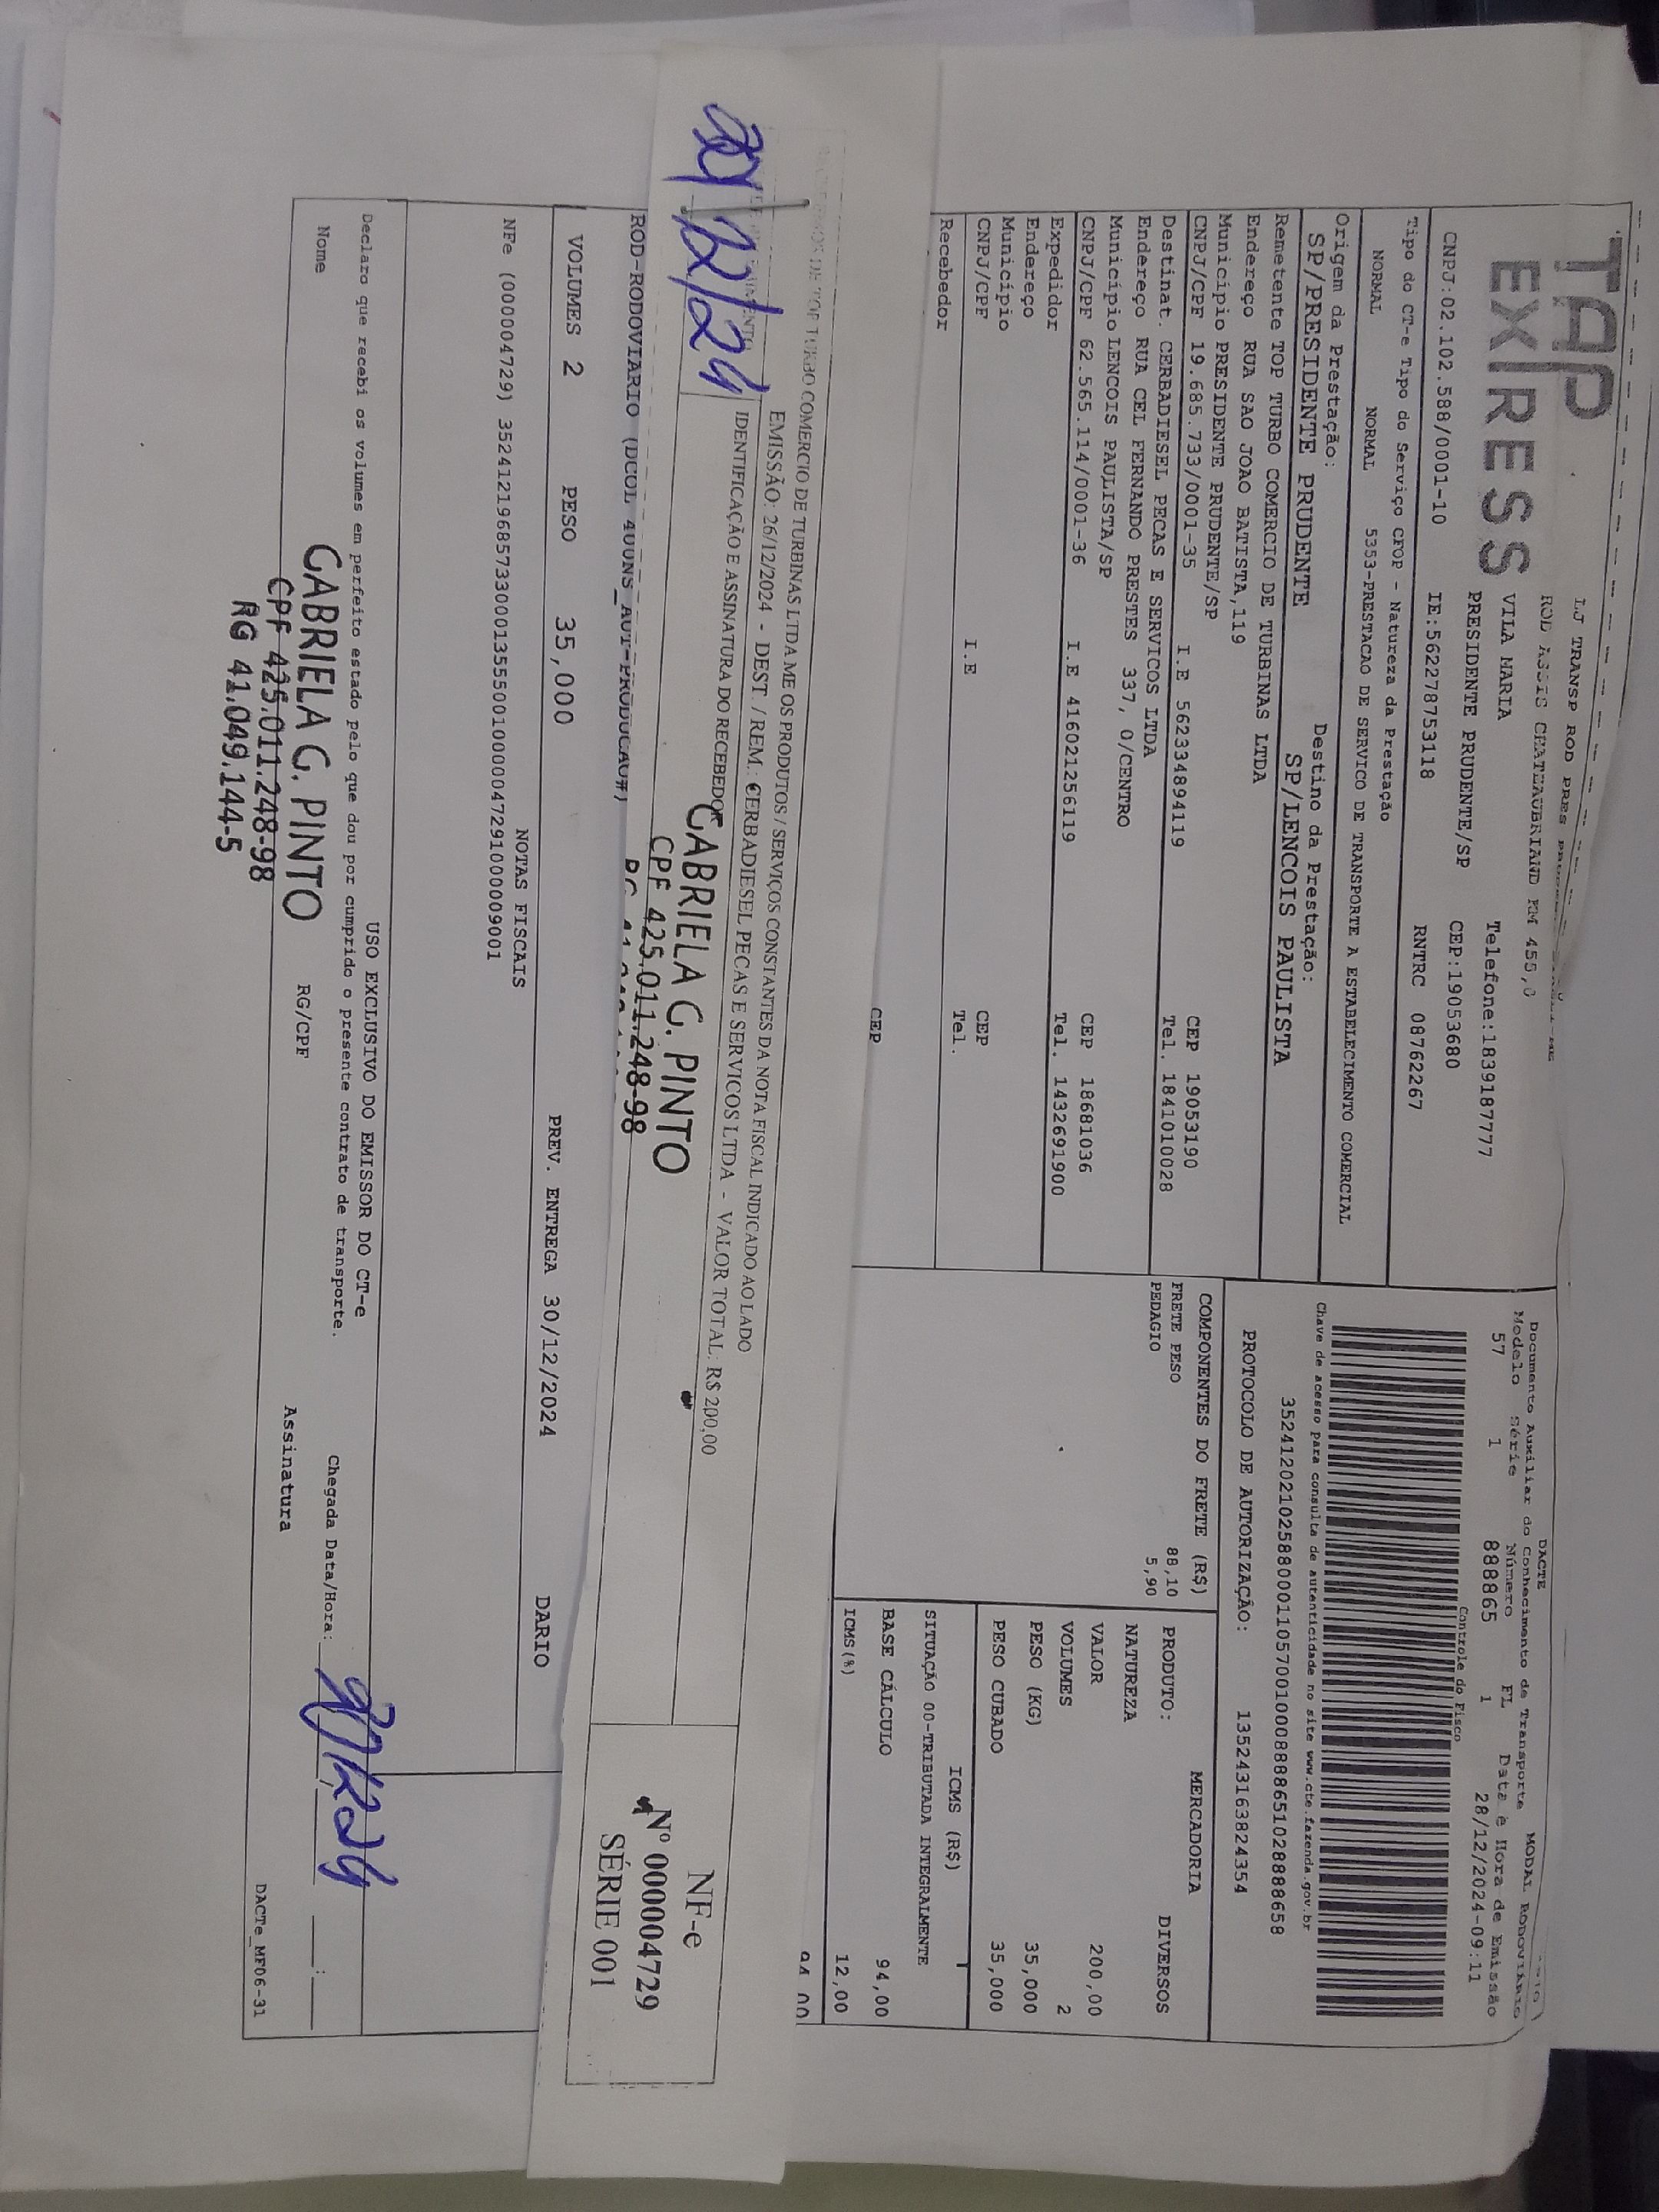 TAP
EXPRESS
LJ TRANSP ROD PRES
ROD ASSIS CHATEAUBRIAND KM 455,0
VILA MARIA Telefone:1839187777
PRESIDENTE PRUDENTE/SP CEP:19053680
CNPJ:02.102.588/0001-10 IE:562278753118 RNTRC 08762267
Tipo do CT-e Tipo do Serviço CFOP - Natureza da Prestação
NORMAL NORMAL 5353-PRESTACAO DE SERVICO DE TRANSPORTE A ESTABELECIMENTO COMERCIAL
Origem da Prestação: Destino da Prestação:
SP/PRESIDENTE PRUDENTE SP/LENCOIS PAULISTA
Remetente TOP TURBO COMERCIO DE TURBINAS LTDA
Endereço RUA SAO JOAO BATISTA,119
Município PRESIDENTE PRUDENTE/SP CEP 19053190
CNPJ/CPF 19.685.733/0001-35 I.E 562334894119 Tel. 1841010028
Destinat. CERBADIESEL PECAS E SERVICOS LTDA
Endereço RUA CEL FERNANDO PRESTES 337, 0/CENTRO
Município LENCOIS PAULISTA/SP CEP 18681036
CNPJ/CPF 62.565.114/0001-36 I.E 416021256119 Tel. 1432691900
Expedidor
Endereço
Município CEP
CNPJ/CPF I.E Tel.
Recebedor
CEP
DACTE
Documento Auxiliar do Conhecimento de Transporte MODAL RODOVIÁRIO
Modelo Série Número FL Data e Hora de Emissão
57 1 888865 1 28/12/2024-09:11
Controle do Fisco
Chave de acesso para consulta de autenticidade no site www.cte.fazenda.gov.br
35241202102588000110570010008888651028888658
PROTOCOLO DE AUTORIZAÇÃO: 135243163824354
COMPONENTES DO FRETE (R$)
FRETE PESO 88,10
PEDAGIO 5,90
MERCADORIA
PRODUTO: DIVERSOS
NATUREZA
VALOR 200,00
VOLUMES 2
PESO (KG) 35,000
PESO CUBADO 35,000
ICMS (R$)
SITUAÇÃO 00-TRIBUTADA INTEGRALMENTE
BASE CÁLCULO 94,00
ICMS(%) 12,00
94,00
TOP TURBO COMERCIO DE TURBINAS LTDA ME OS PRODUTOS / SERVIÇOS CONSTANTES DA NOTA FISCAL INDICADO AO LADO
EMISSÃO: 26/12/2024 - DEST. / REM.: CERBADIESEL PECAS E SERVICOS LTDA - VALOR TOTAL: R$ 200,00
IDENTIFICAÇÃO E ASSINATURA DO RECEBEDOR
/12/24
GABRIELA G. PINTO
CPF 425.011.248-98
NF-e
Nº 000004729
SÉRIE 001
ROD-RODOVIARIO
VOLUMES 2 PESO 35,000 PREV. ENTREGA 30/12/2024 DARIO
NOTAS FISCAIS
NFe (000004729) 35241219685733000135550010000047291000009001
USO EXCLUSIVO DO EMISSOR DO CT-e
Declaro que recebi os volumes em perfeito estado pelo que dou por cumprido o presente contrato de transporte.
Nome RG/CPF Assinatura Chegada Data/Hora:
GABRIELA G. PINTO
CPF 425.011.248-98
RG 41.049.144-5
DACTe_MF06-31